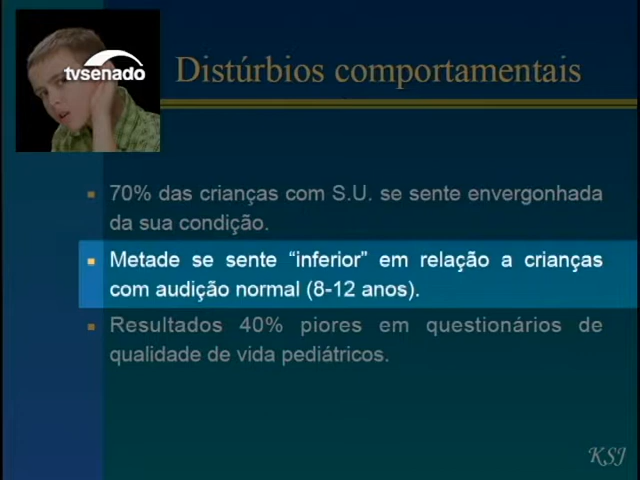 tvsenado
Distúrbios comportamentais
70% das crianças com S.U. se sente envergonhada
da sua condição.
Metade se sente “inferior" em relação a crianças
com audição normal (8-12 anos).
Resultados 40% piores em questionários de
qualidade de vida pediátricos.
KSJ